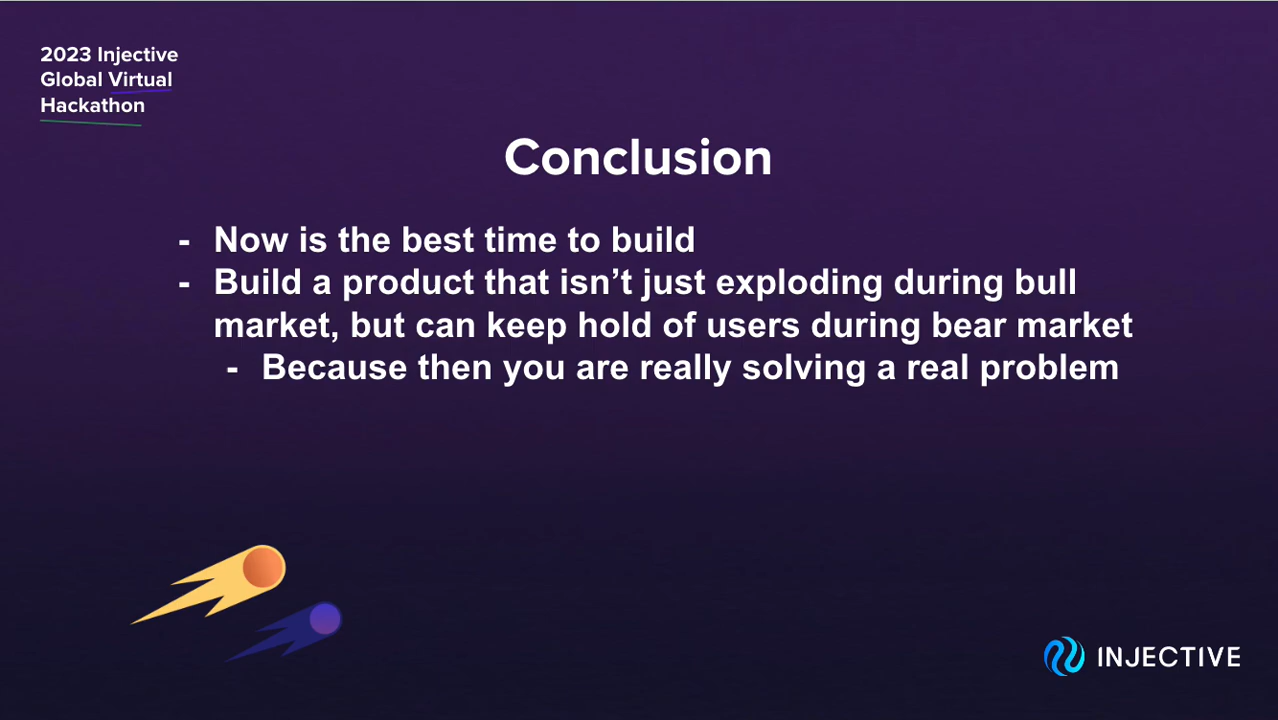 2023 Injective
Global Virtual
Hackathon
Conclusion
- Now is the best time to build
- Build a product that isn’t just exploding during bull
market, but can keep hold of users during bear market
- Because then you are really solving a real problem
INJECTIVE